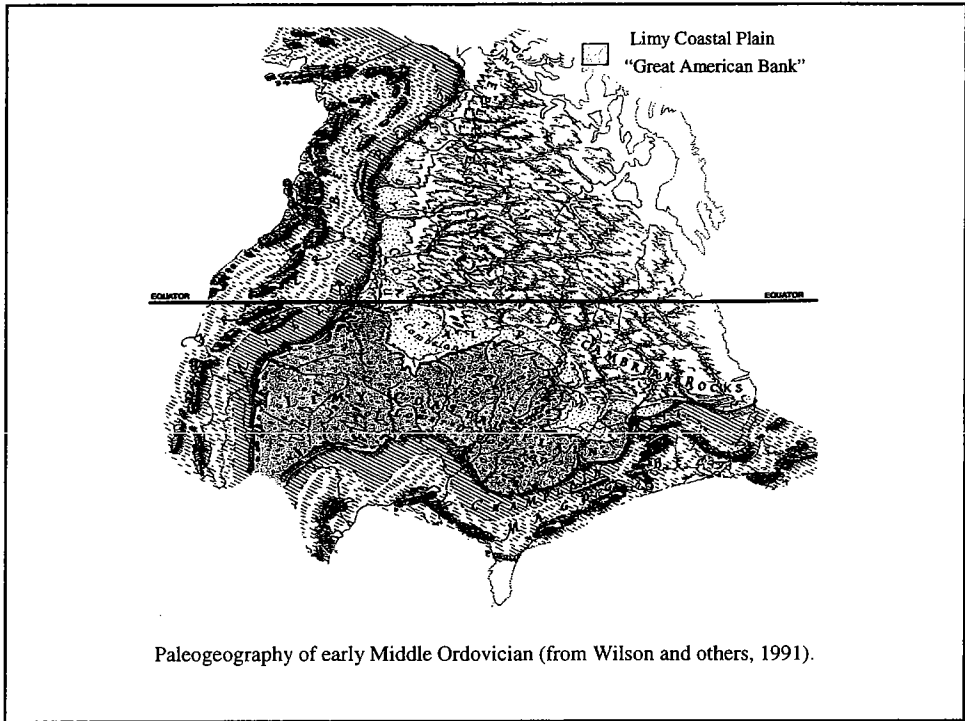 Limy Coastal Plain
"Great American Bank"
EQUATOR EQUATOR
CAMBRIAN ROCKS
Paleogeography of early Middle Ordovician (from Wilson and others, 1991).